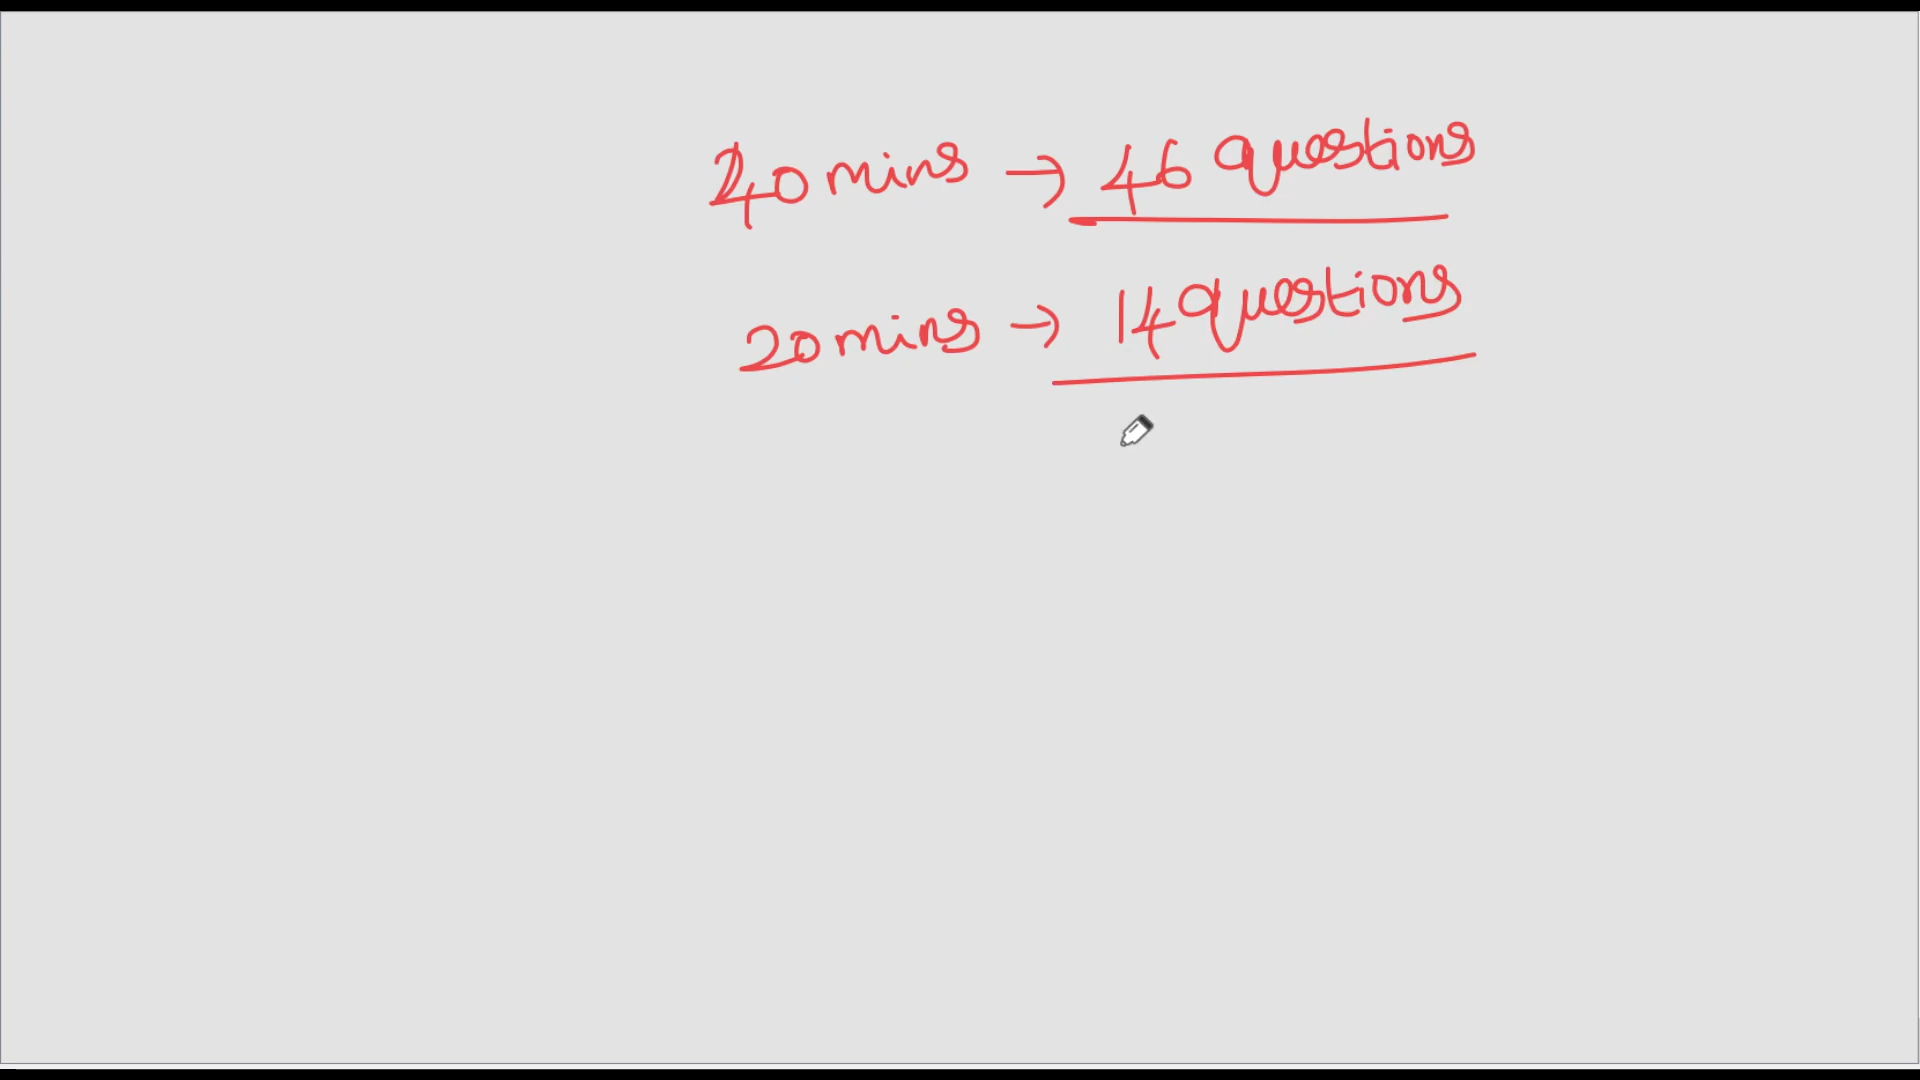 40 mins → 46 questions
20 mins → 14 questions